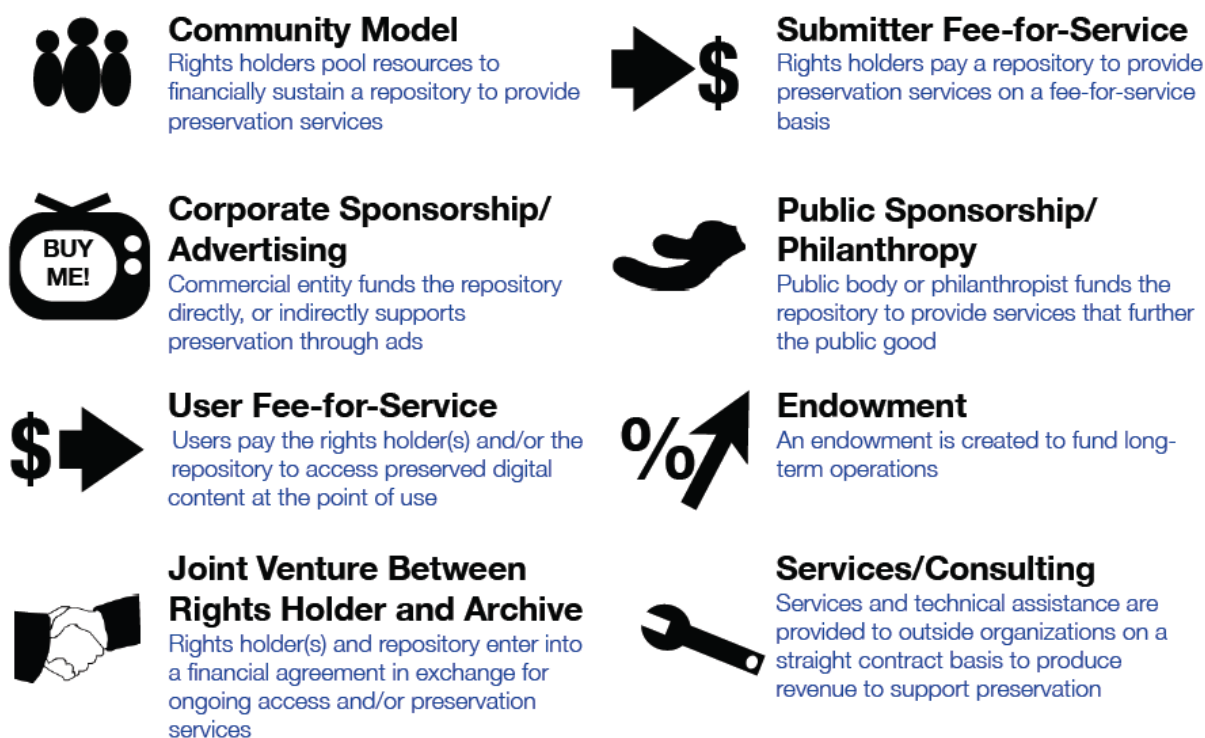 Community Model
Rights holders pool resources to
financially sustain a repository to provide
preservation services
$
Submitter Fee-for-Service
Rights holders pay a repository to provide
preservation services on a fee-for-service
basis
BUY
ME!
Corporate Sponsorship/
Advertising
Commercial entity funds the repository
directly, or indirectly supports
preservation through ads
Public Sponsorship/
Philanthropy
Public body or philanthropist funds the
repository to provide services that further
the public good
$
User Fee-for-Service
Users pay the rights holder(s) and/or the
repository to access preserved digital
content at the point of use
%
Endowment
An endowment is created to fund long-
term operations
Joint Venture Between
Rights Holder and Archive
Rights holder(s) and repository enter into
a financial agreement in exchange for
ongoing access and/or preservation
services
Services/Consulting
Services and technical assistance are
provided to outside organizations on a
straight contract basis to produce
revenue to support preservation